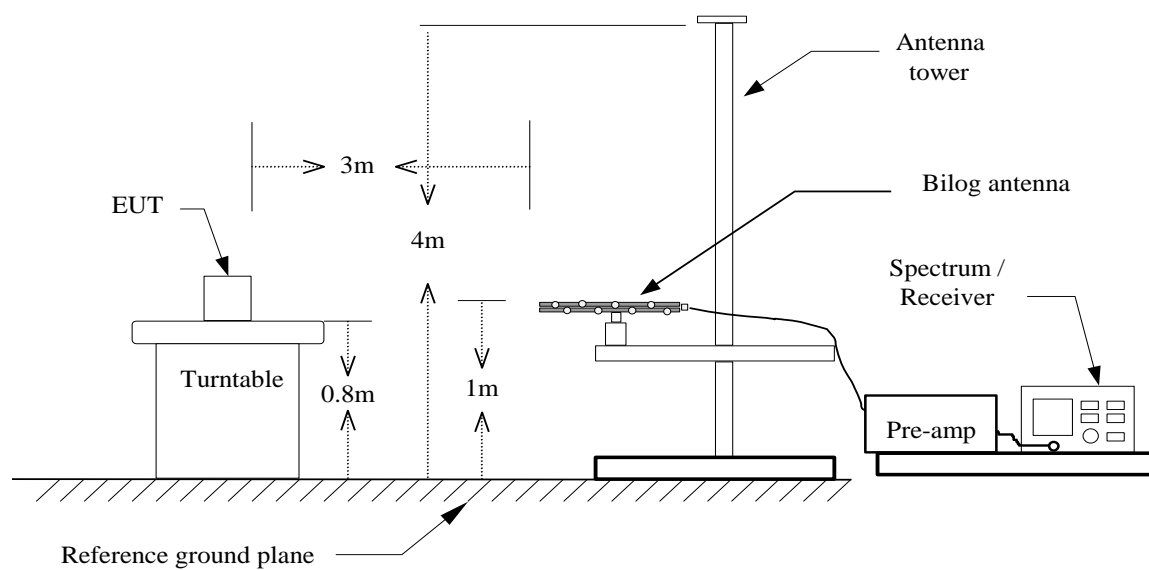 Antenna
tower
3m
Bilog antenna
EUT
4m
Spectrum /
Receiver
Turntable
0.8m
1m
Pre-amp
Reference ground plane